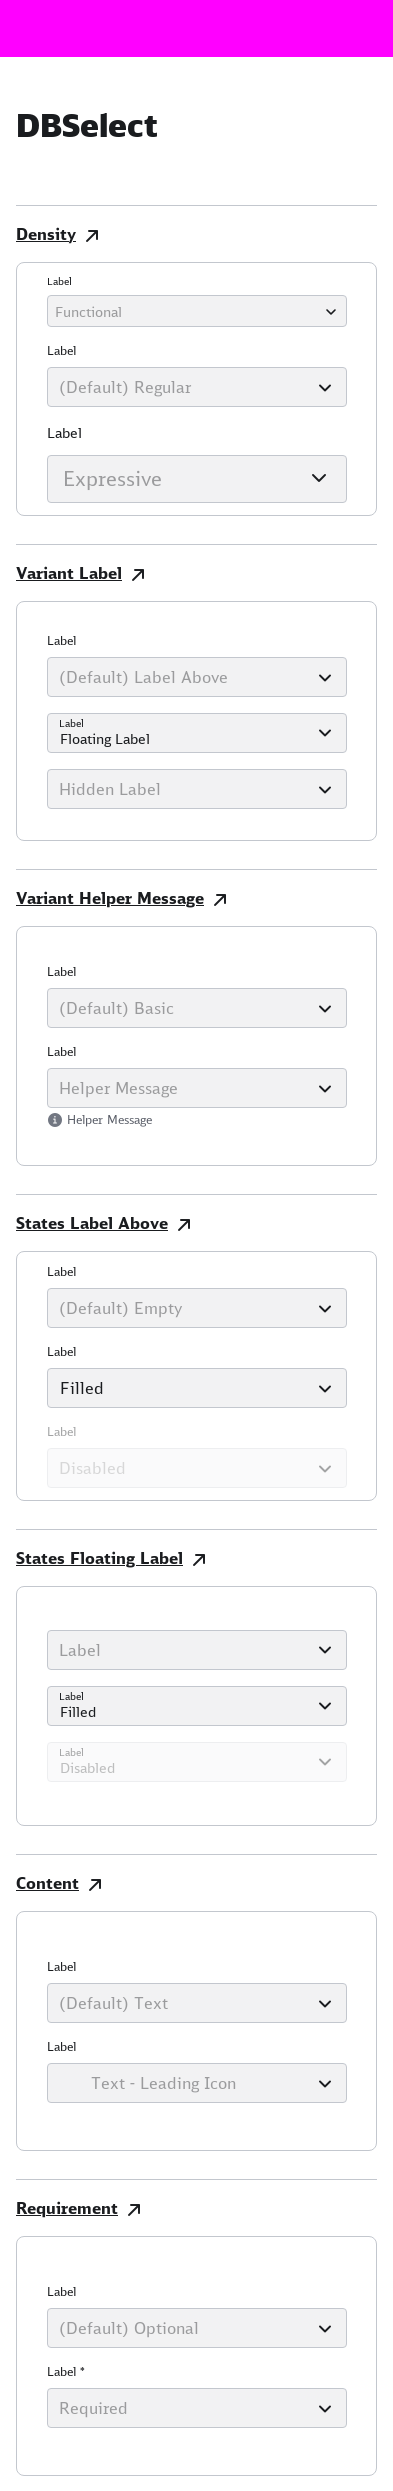 DBSelect
Density
Label
Functional
Label
(Default) Regular
Label
Expressive
Variant Label
Label
(Default) Label Above
Label
Floating Label
Hidden Label
Variant Helper Message
Label
(Default) Basic
Label
Helper Message
Helper Message
States Label Above
Label
(Default) Empty
Label
Filled
Label
Disabled
States Floating Label
Label
Label
Filled
Label
Disabled
Content
Label
(Default) Text
Label
Text - Leading Icon
Requirement
Label
(Default) Optional
Label *
Required